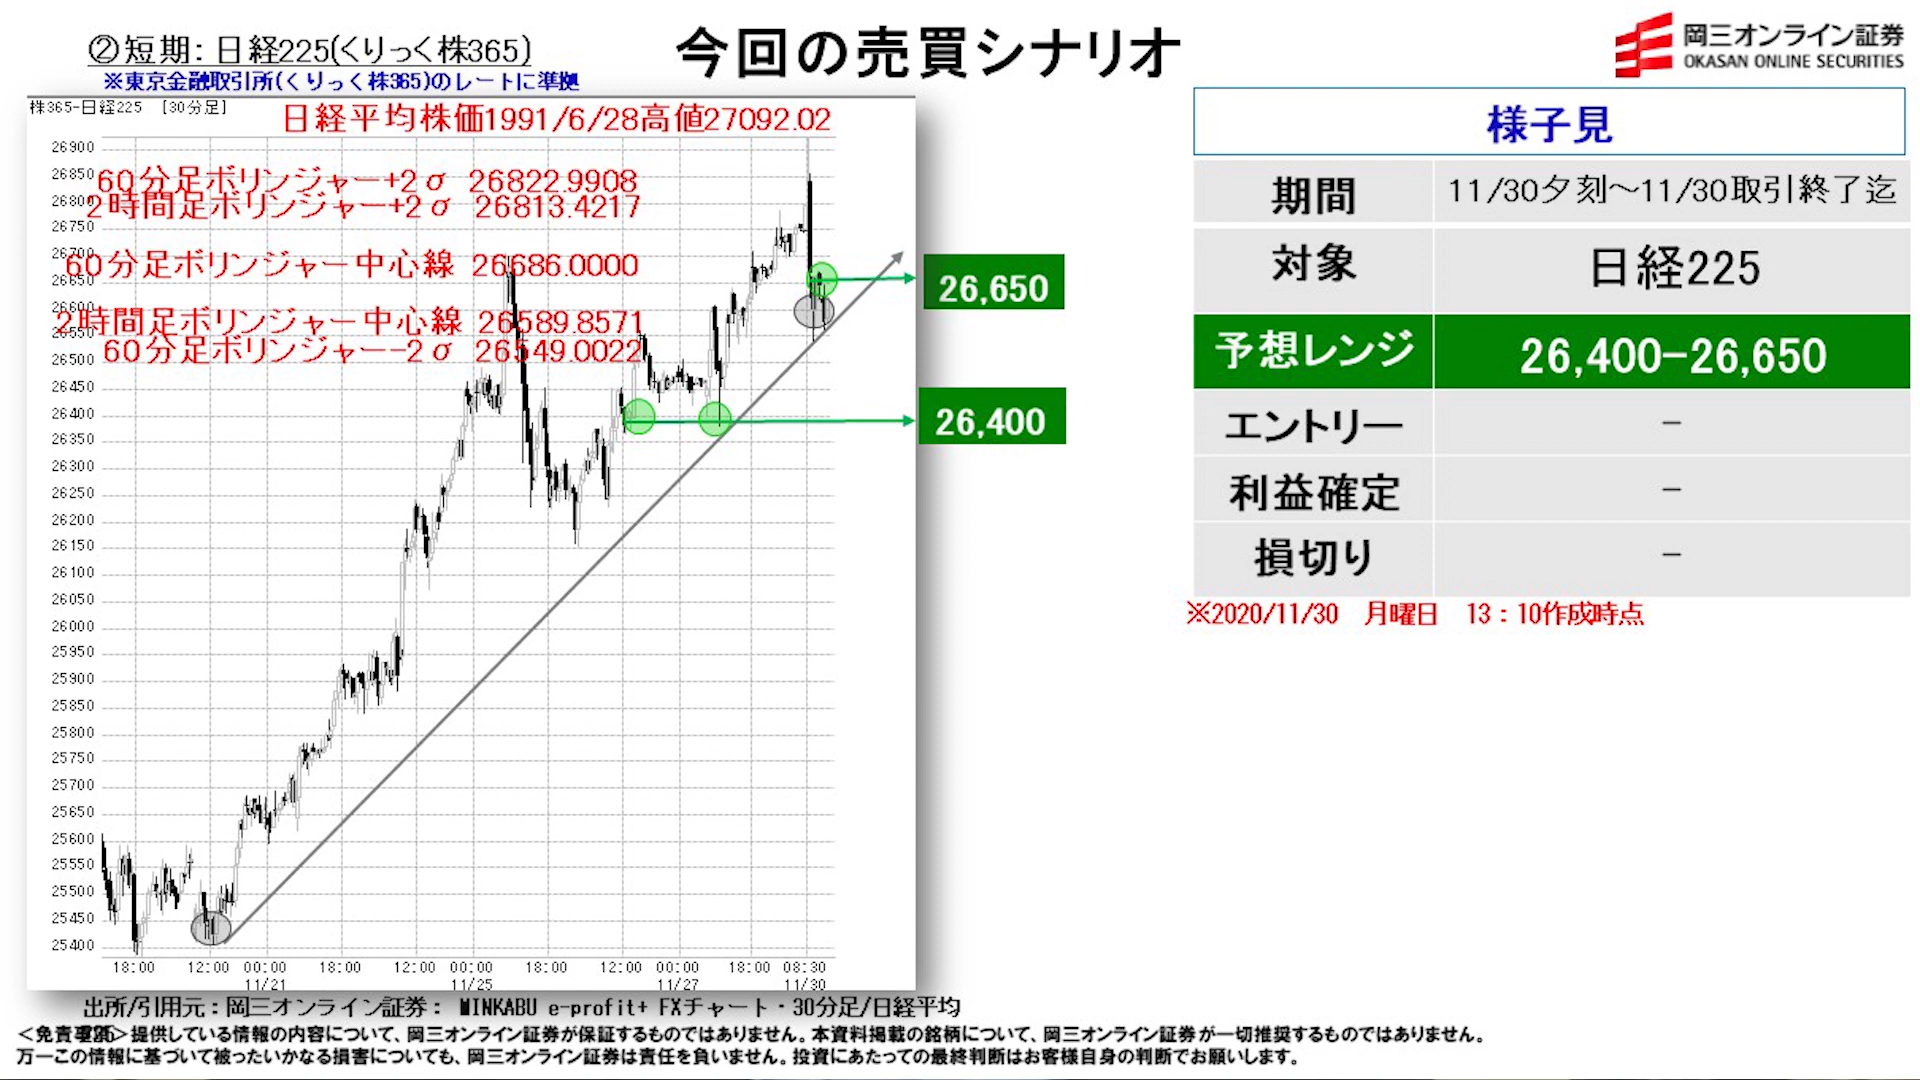 ②短期：日経225(くりっく株365)
※東京金融取引所(くりっく株365)のレートに準拠
今回の売買シナリオ
岡三オンライン証券
OKASAN ONLINE SECURITIES
株365-日経225 [30分足]
日経平均株価1991/6/28高値27092.02
60分足ボリンジャー+2σ 26822.9908
2時間足ボリンジャー+2σ 26813.4217
60分足ボリンジャー中心線 26686.0000
2時間足ボリンジャー中心線 26589.8571
60分足ボリンジャー−2σ 26549.0022
26900
26850
26800
26750
26700
26650
26600
26550
26500
26450
26400
26350
26300
26250
26200
26150
26100
26050
26000
25950
25900
25850
25800
25750
25700
25650
25600
25550
25500
25450
25400
18:00 12:00 00:00 18:00 12:00 00:00 18:00 12:00 00:00 18:00 08:30
11/21 11/25 11/27 11/30
26,650
26,400
様子見
期間 11/30夕刻～11/30取引終了迄
対象 日経225
予想レンジ 26,400−26,650
エントリー −
利益確定 −
損切り −
※2020/11/30 月曜日 13：10作成時点
出所/引用元：岡三オンライン証券： MINKABU e-profit+ FXチャート・30分足/日経平均
225
＜免責事項＞提供している情報の内容について、岡三オンライン証券が保証するものではありません。本資料掲載の銘柄について、岡三オンライン証券が一切推奨するものではありません。
万一この情報に基づいて被ったいかなる損害についても、岡三オンライン証券は責任を負いません。投資にあたっての最終判断はお客様自身の判断でお願いします。